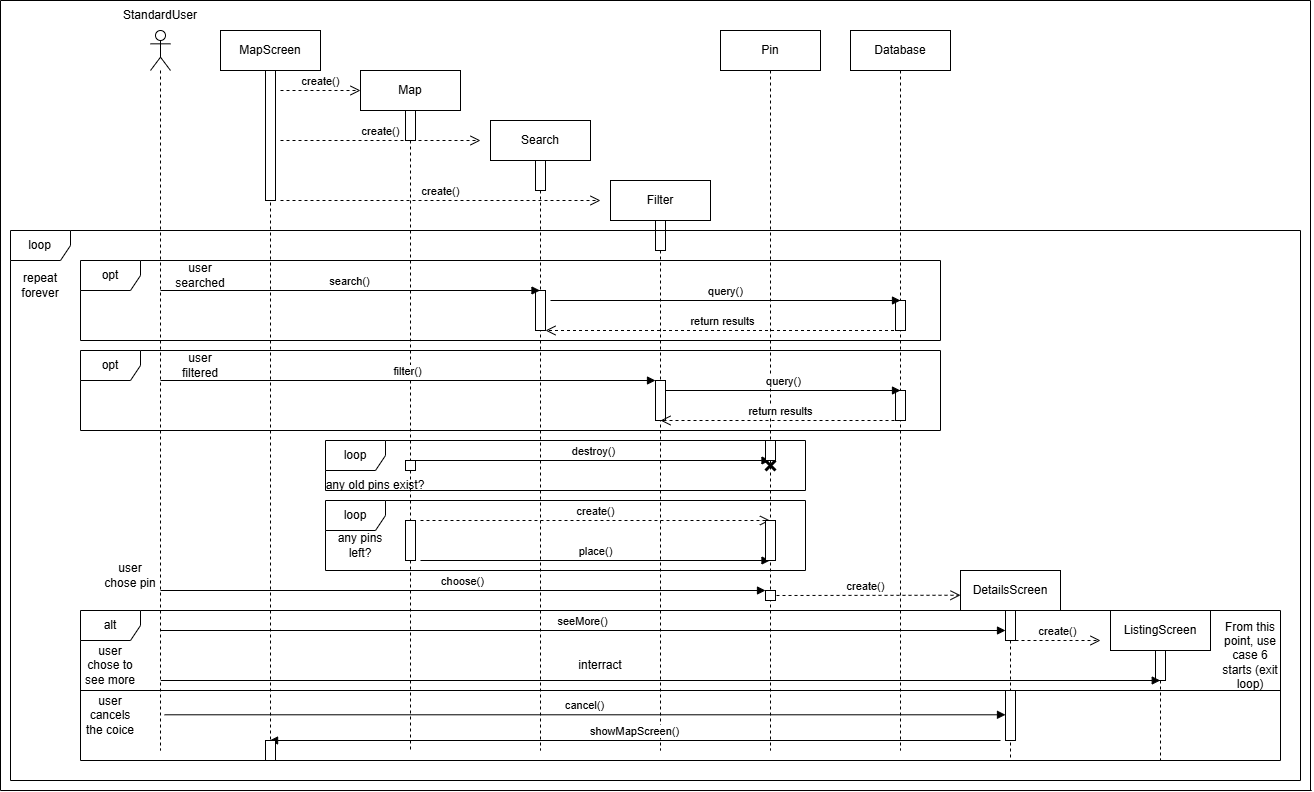 StandardUser
MapScreen
Pin
Database
create()
Map
create()
Search
create()
Filter
loop
repeat
forever
opt
user
searched
search()
query()
return results
opt
user
filtered
filter()
query()
return results
loop
destroy()
any old pins exist?
loop
create()
any pins
left?
place()
user
chose pin
choose()
create()
DetailsScreen
alt
seeMore()
create()
ListingScreen
From this
point, use
case 6
starts (exit
loop)
user
chose to
see more
interract
user
cancels
the coice
cancel()
showMapScreen()